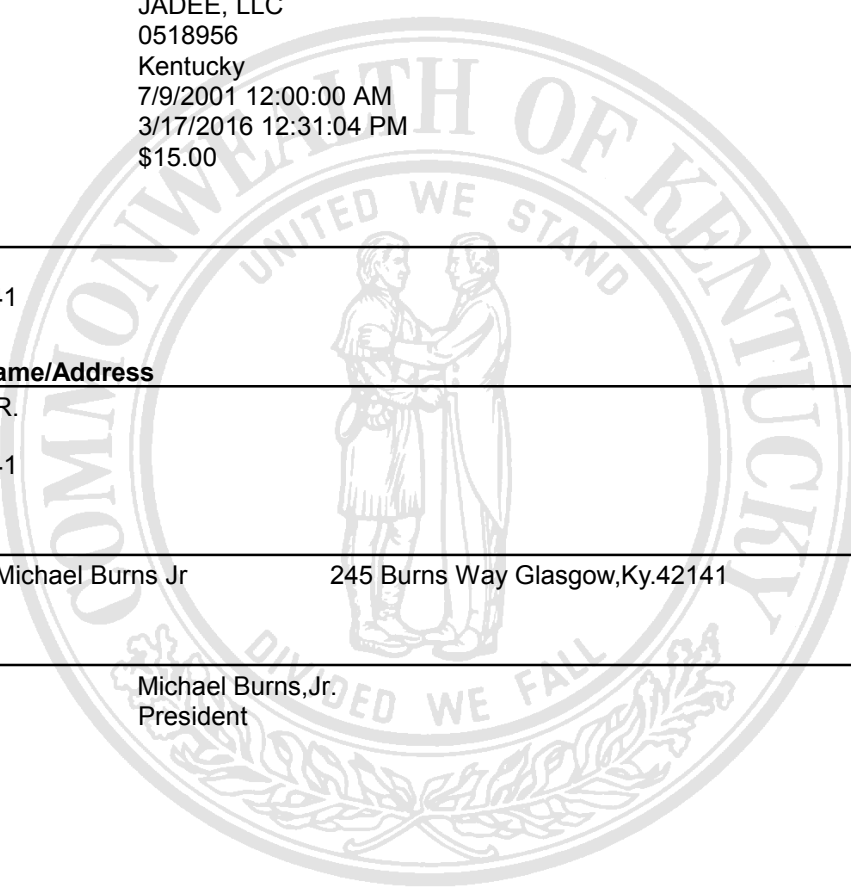 JADEE, LLC
0518956
Kentucky
7/9/2001 12:00:00 AM
3/17/2016 12:31:04 PM
$15.00
COMMONWEALTH OF KENTUCKY
UNITED WE STAND
41
ame/Address
R.
41
Michael Burns Jr 245 Burns Way Glasgow,Ky.42141
DIVIDED WE FALL
Michael Burns,Jr.
President